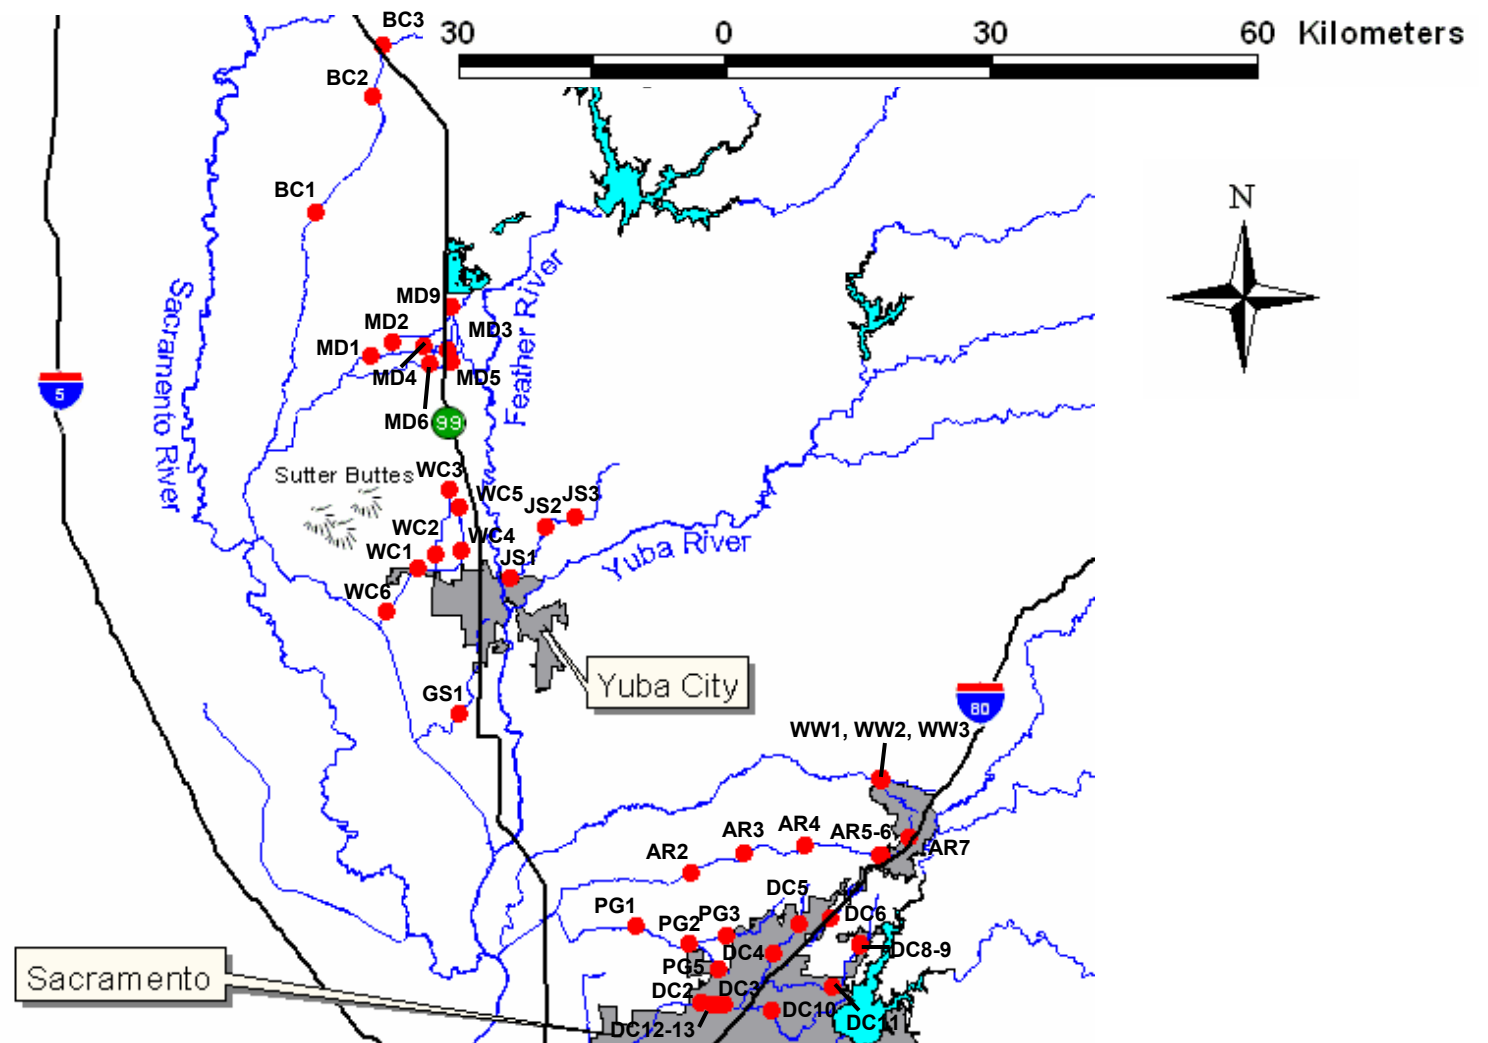 BC3
30 0 30 60 Kilometers
BC2
BC1
N
Sacramento River
Feather River
MD9
MD2
MD3
MD1
MD4
MD5
5
MD6
99
Sutter Buttes
WC3
WC5
JS2
JS3
WC2
WC4
WC1
JS1
Yuba River
WC6
Yuba City
GS1
80
WW1, WW2, WW3
AR4
AR3
AR5-6
AR2
AR7
DC5
PG1
PG3
DC6
PG2
DC4
DC8-9
PG5
Sacramento
DC2
DC3
DC10
DC11
DC12-13